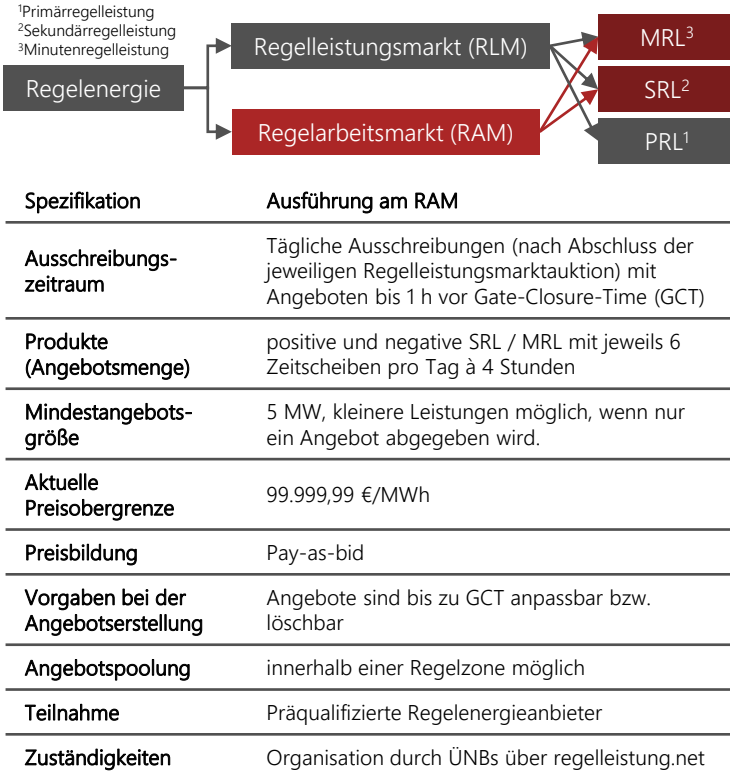 ¹Primärregelleistung
²Sekundärregelleistung
³Minutenregelleistung
Regelenergie
Regelleistungsmarkt (RLM)
Regelarbeitsmarkt (RAM)
MRL³
SRL²
PRL¹
Spezifikation Ausführung am RAM
Ausschreibungs-
zeitraum
Tägliche Ausschreibungen (nach Abschluss der
jeweiligen Regelleistungsmarktauktion) mit
Angeboten bis 1 h vor Gate-Closure-Time (GCT)
Produkte
(Angebotsmenge)
positive und negative SRL / MRL mit jeweils 6
Zeitscheiben pro Tag à 4 Stunden
Mindestangebots-
größe
5 MW, kleinere Leistungen möglich, wenn nur
ein Angebot abgegeben wird.
Aktuelle
Preisobergrenze
99.999,99 €/MWh
Preisbildung Pay-as-bid
Vorgaben bei der
Angebotserstellung
Angebote sind bis zu GCT anpassbar bzw.
löschbar
Angebotspoolung innerhalb einer Regelzone möglich
Teilnahme Präqualifizierte Regelenergieanbieter
Zuständigkeiten Organisation durch ÜNBs über regelleistung.net